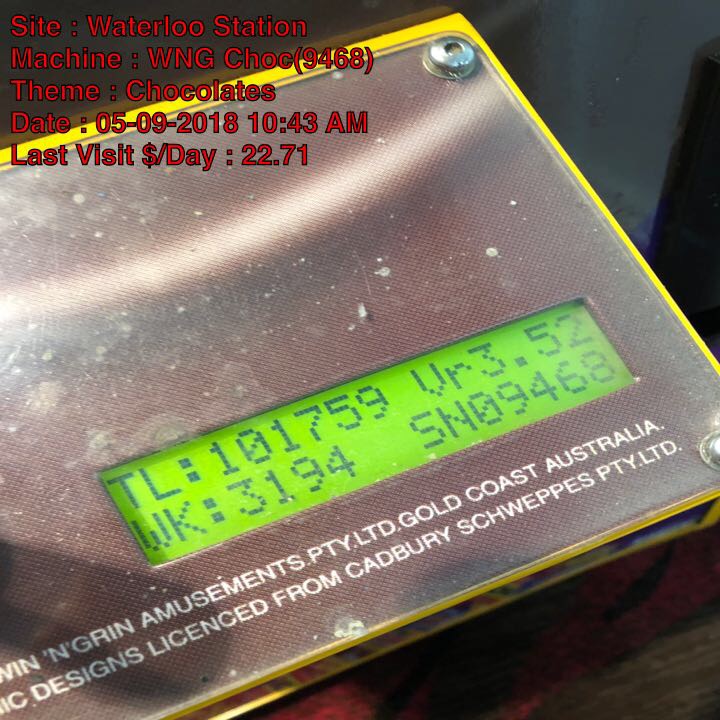 Site : Waterloo Station
Machine : WNG Choc(9468)
Theme : Chocolates
Date : 05-09-2018 10:43 AM
Last Visit $/Day : 22.71
TL:101759 Vr3.52
WK:3194 SN09468
WIN 'N'GRIN AMUSEMENTS.PTY.LTD.GOLD COAST AUSTRALIA.
DESIGNS LICENCED FROM CADBURY SCHWEPPES PTY.LTD.